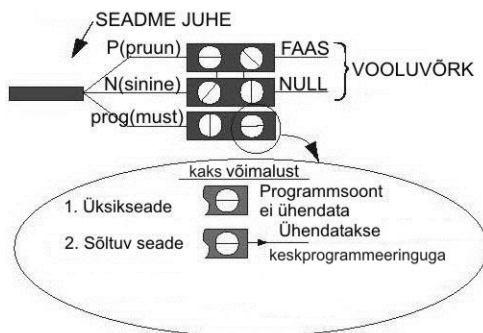 SEADME JUHE
P(pruun)
FAAS
N(sinine)
NULL
VOOLUVÕRK
prog(must)
kaks võimalust
1. Üksikseade
Programmsoont
ei ühendata
2. Sõltuv seade
Ühendatakse
keskprogrammeeringuga